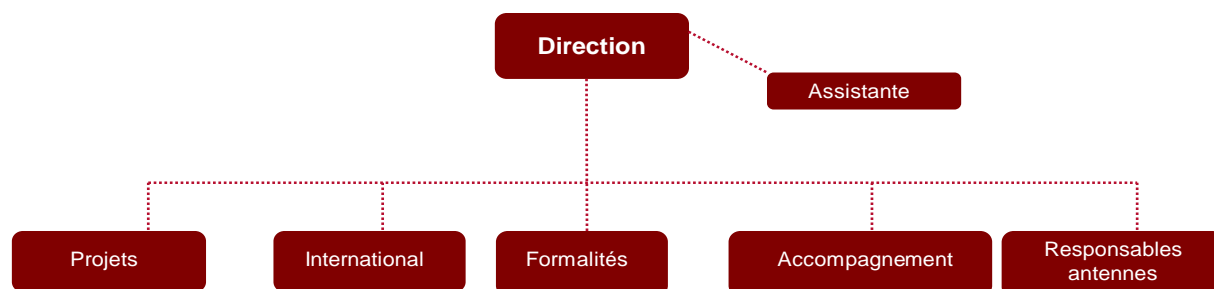 Direction
Assistante
Projets
International
Formalités
Accompagnement
Responsables
antennes